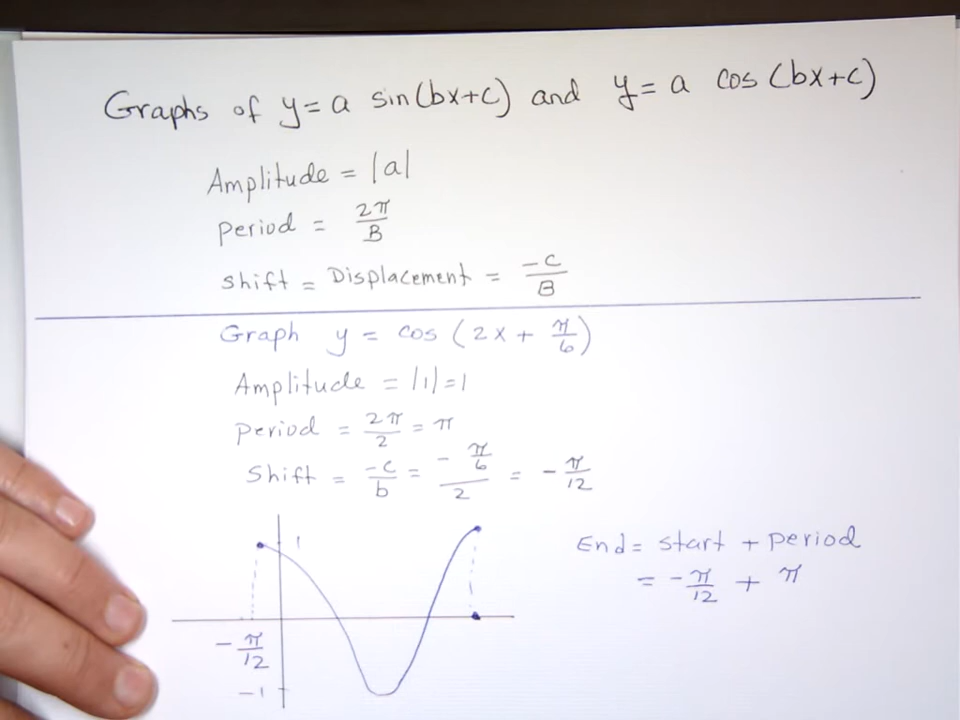 Graphs of y = a sin(bx+c) and y = a cos (bx+c)
Amplitude = |a|
Period = 2π/B
Shift = Displacement = -c/B
Graph y = cos (2x + π/6)
Amplitude = |1| = 1
Period = 2π/2 = π
Shift = -c/b = (-π/6)/2 = -π/12
1
End = start + period
= -π/12 + π
-π/12
-1